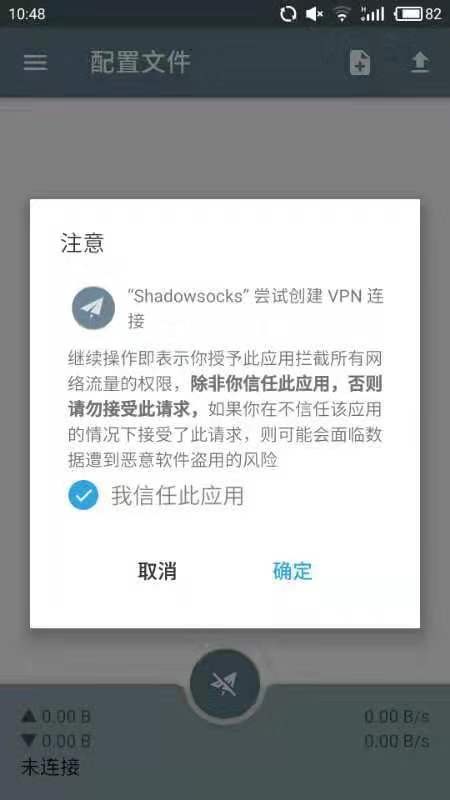 10:48
82
配置文件
注意
“Shadowsocks” 尝试创建 VPN 连
接
继续操作即表示你授予此应用拦截所有网
络流量的权限，除非你信任此应用，否则
请勿接受此请求，如果你在不信任该应用
的情况下接受了此请求，则可能会面临数
据遭到恶意软件盗用的风险
我信任此应用
取消 确定
▲ 0.00 B 0.00 B/s
▼ 0.00 B 0.00 B/s
未连接